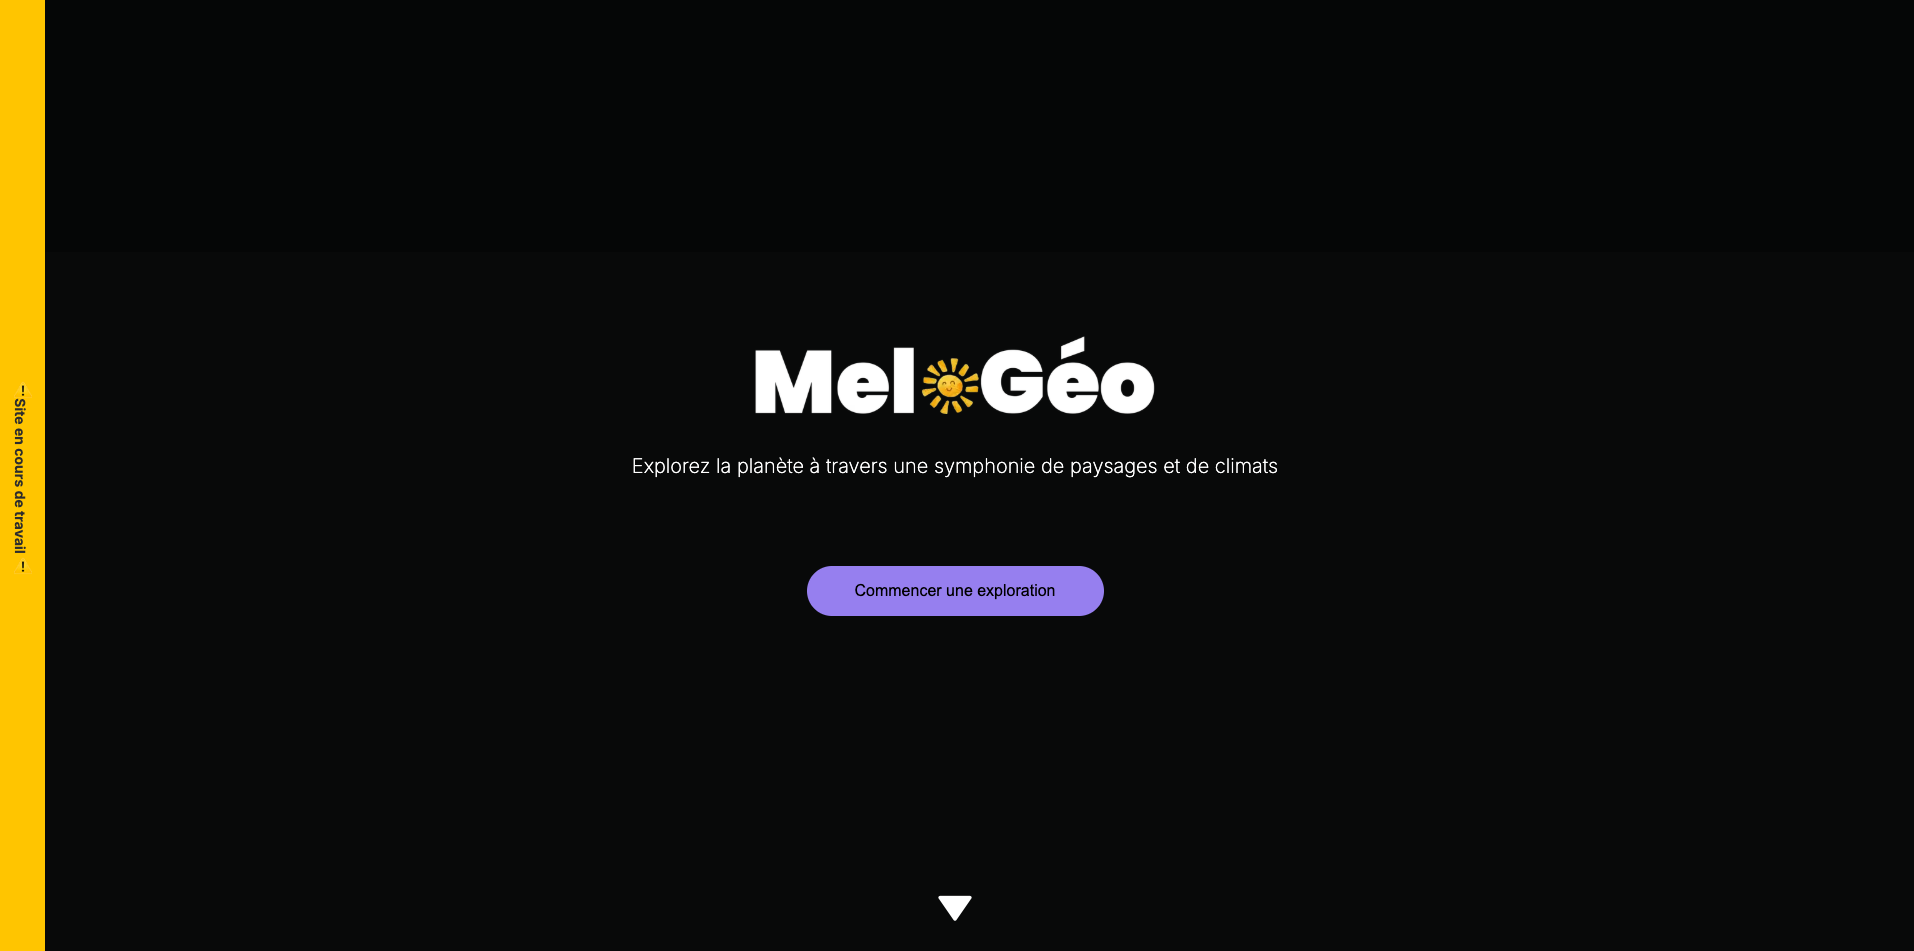 -- Site en cours de travail --
Mel Géo
Explorez la planète à travers une symphonie de paysages et de climats
Commencer une exploration